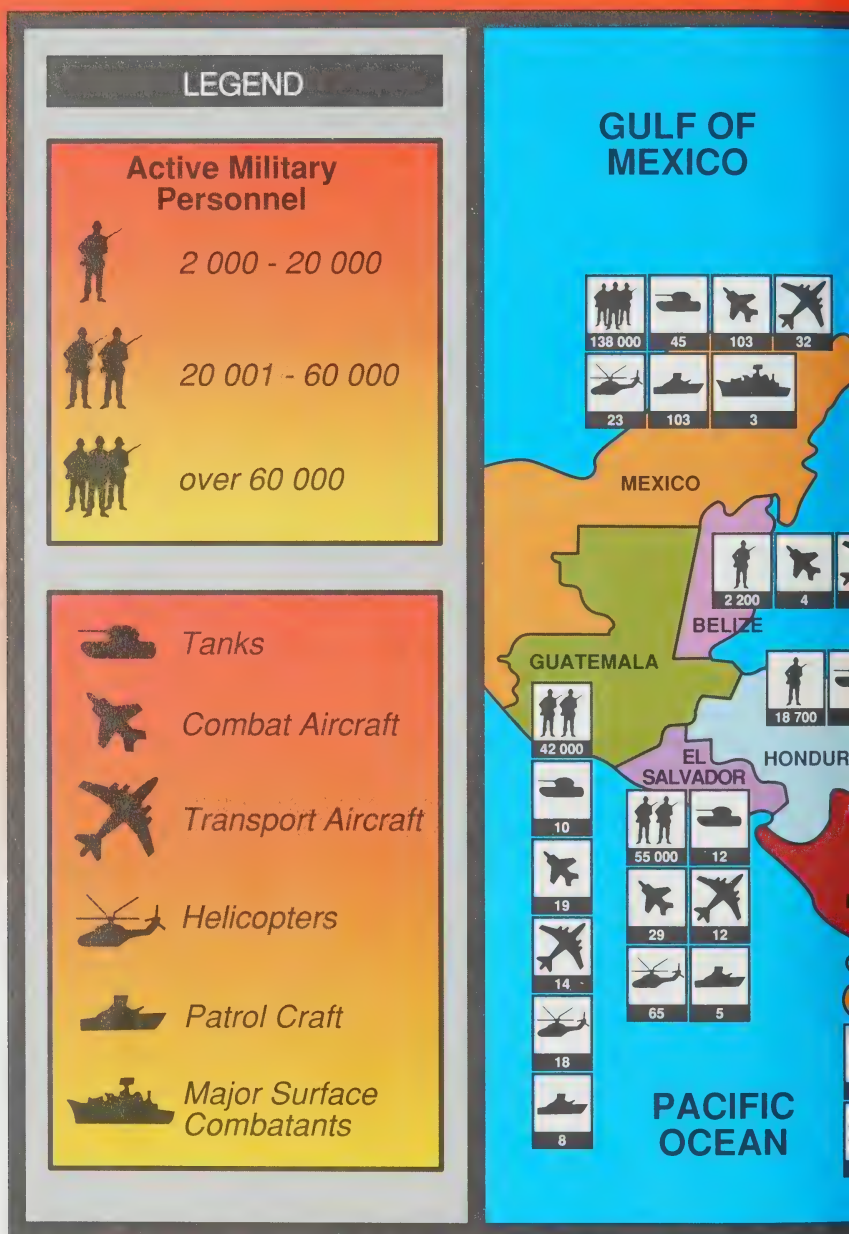 LEGEND
Active Military
Personnel
2 000 - 20 000
20 001 - 60 000
over 60 000
Tanks
Combat Aircraft
Transport Aircraft
Helicopters
Patrol Craft
Major Surface
Combatants
GULF OF
MEXICO
138 000 45 103 32
23 103 3
MEXICO
2 200 4
BELIZE
GUATEMALA
18 700
42 000
EL
SALVADOR
HONDUR
10
55 000 12
19
29 12
14
65 5
18
8
PACIFIC
OCEAN